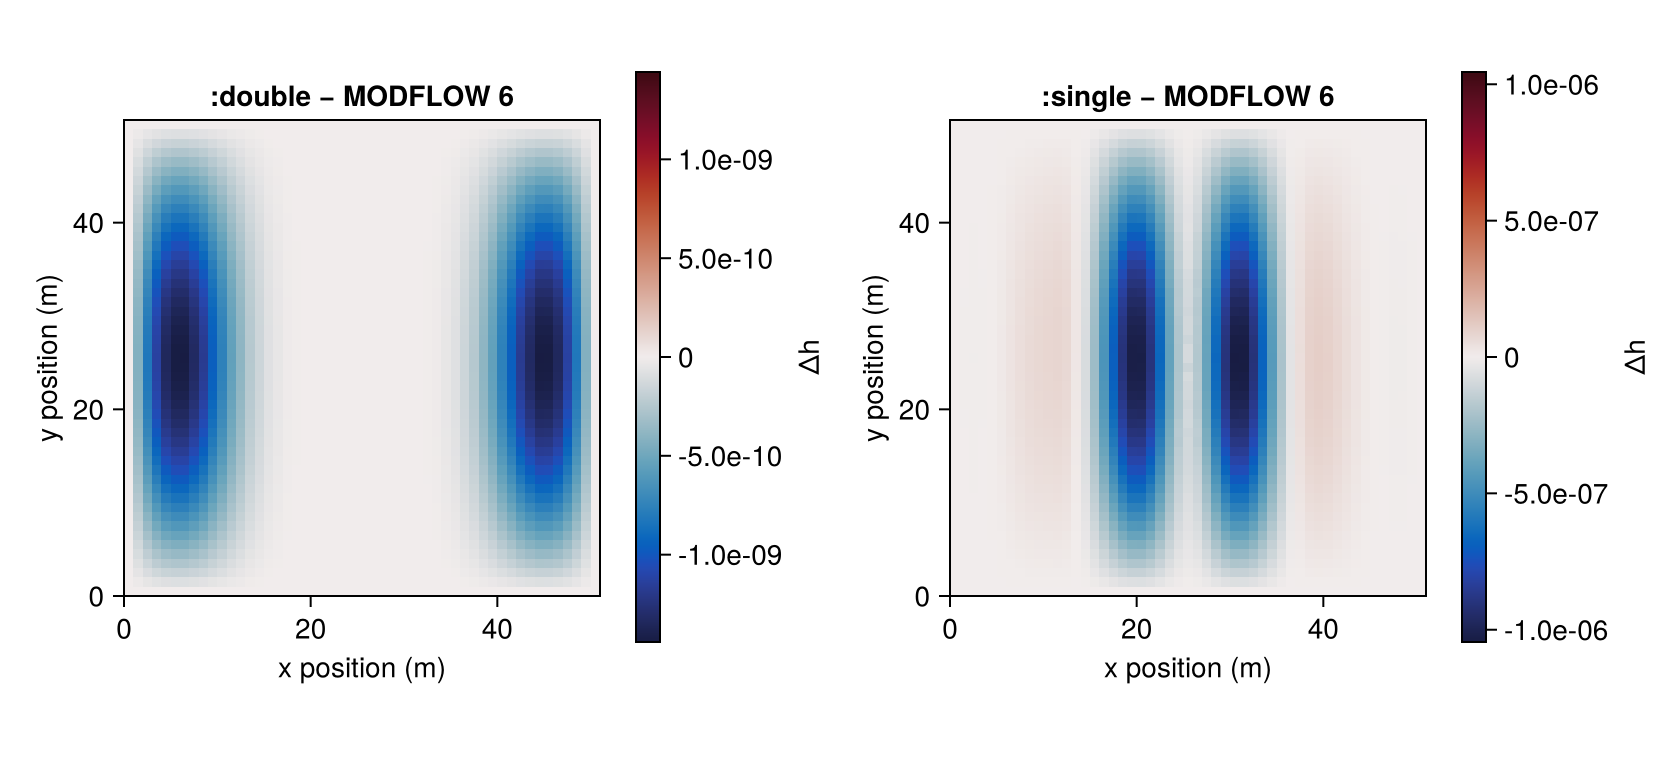 :double – MODFLOW 6
40
20
0
0
20
40
y position (m)
x position (m)
1.0e-09
5.0e-10
0
-5.0e-10
-1.0e-09
Δh
:single – MODFLOW 6
40
20
0
0
20
40
y position (m)
x position (m)
1.0e-06
5.0e-07
0
-5.0e-07
-1.0e-06
Δh